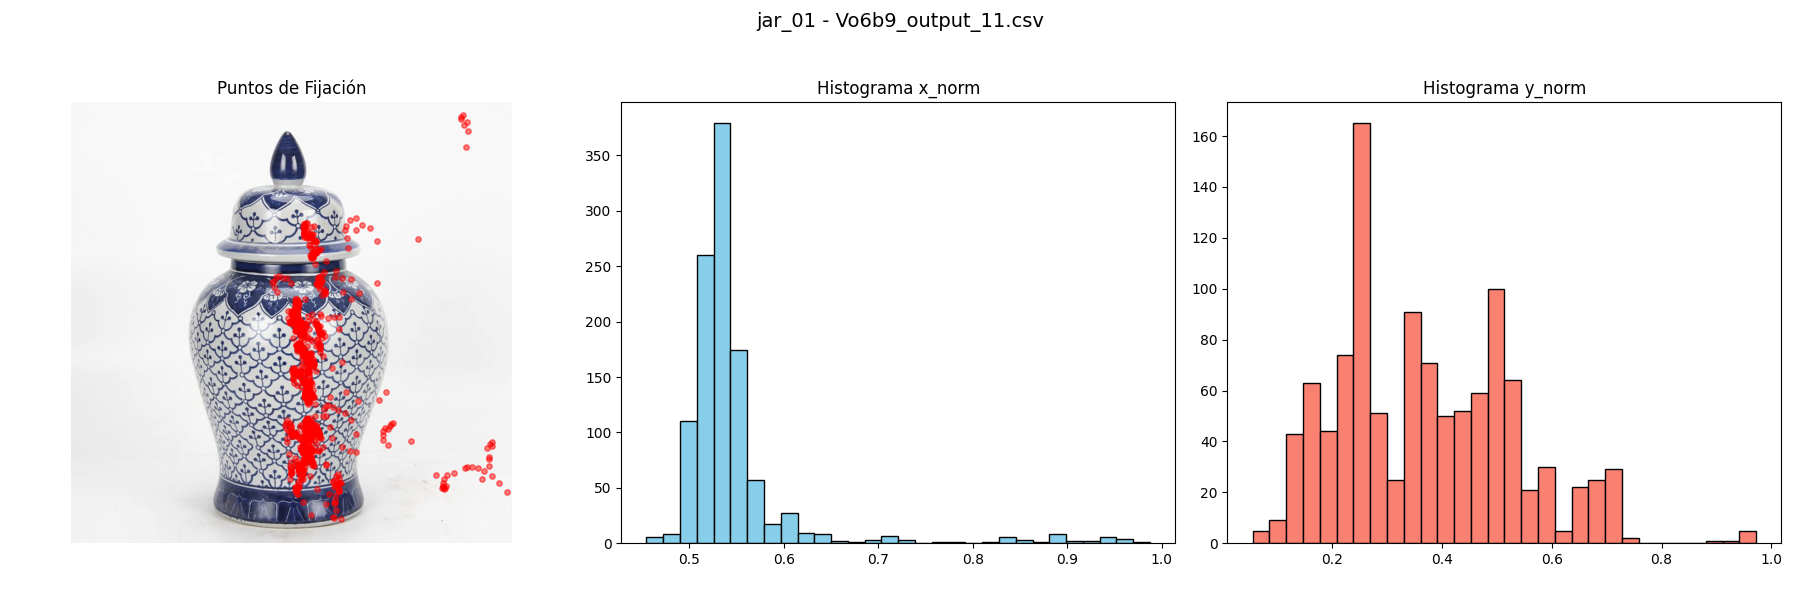 jar_01 - Vo6b9_output_11.csv
Puntos de Fijación
Histograma x_norm
350
300
250
200
150
100
50
0
0.5 0.6 0.7 0.8 0.9 1.0
Histograma y_norm
160
140
120
100
80
60
40
20
0
0.2 0.4 0.6 0.8 1.0